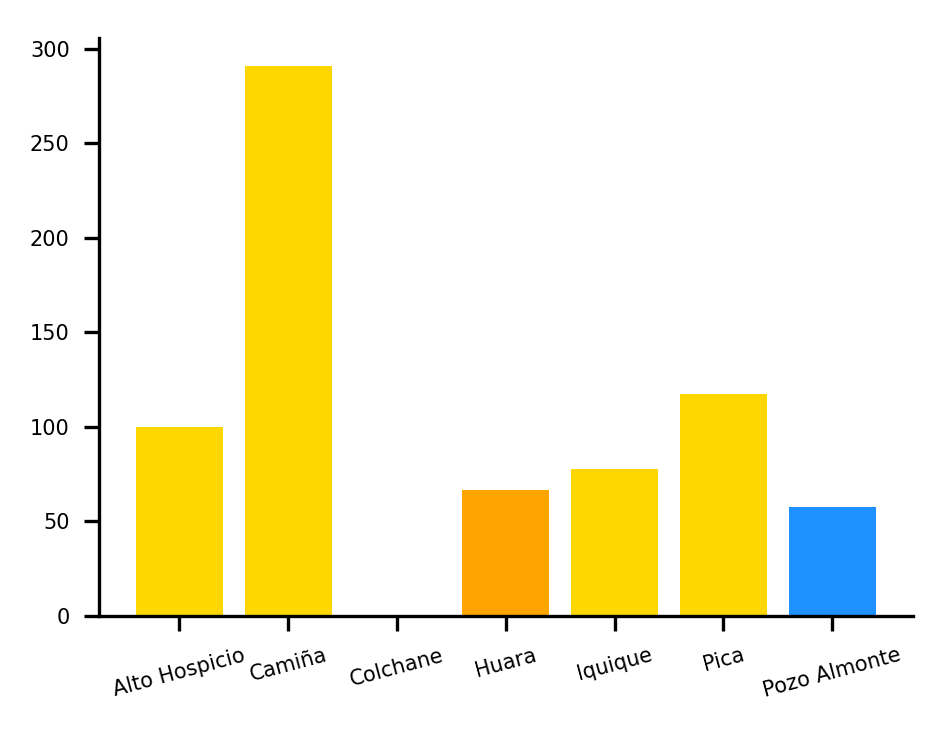 300
250
200
150
100
50
0
Alto Hospicio
Camiña
Colchane
Huara
Iquique
Pica
Pozo Almonte